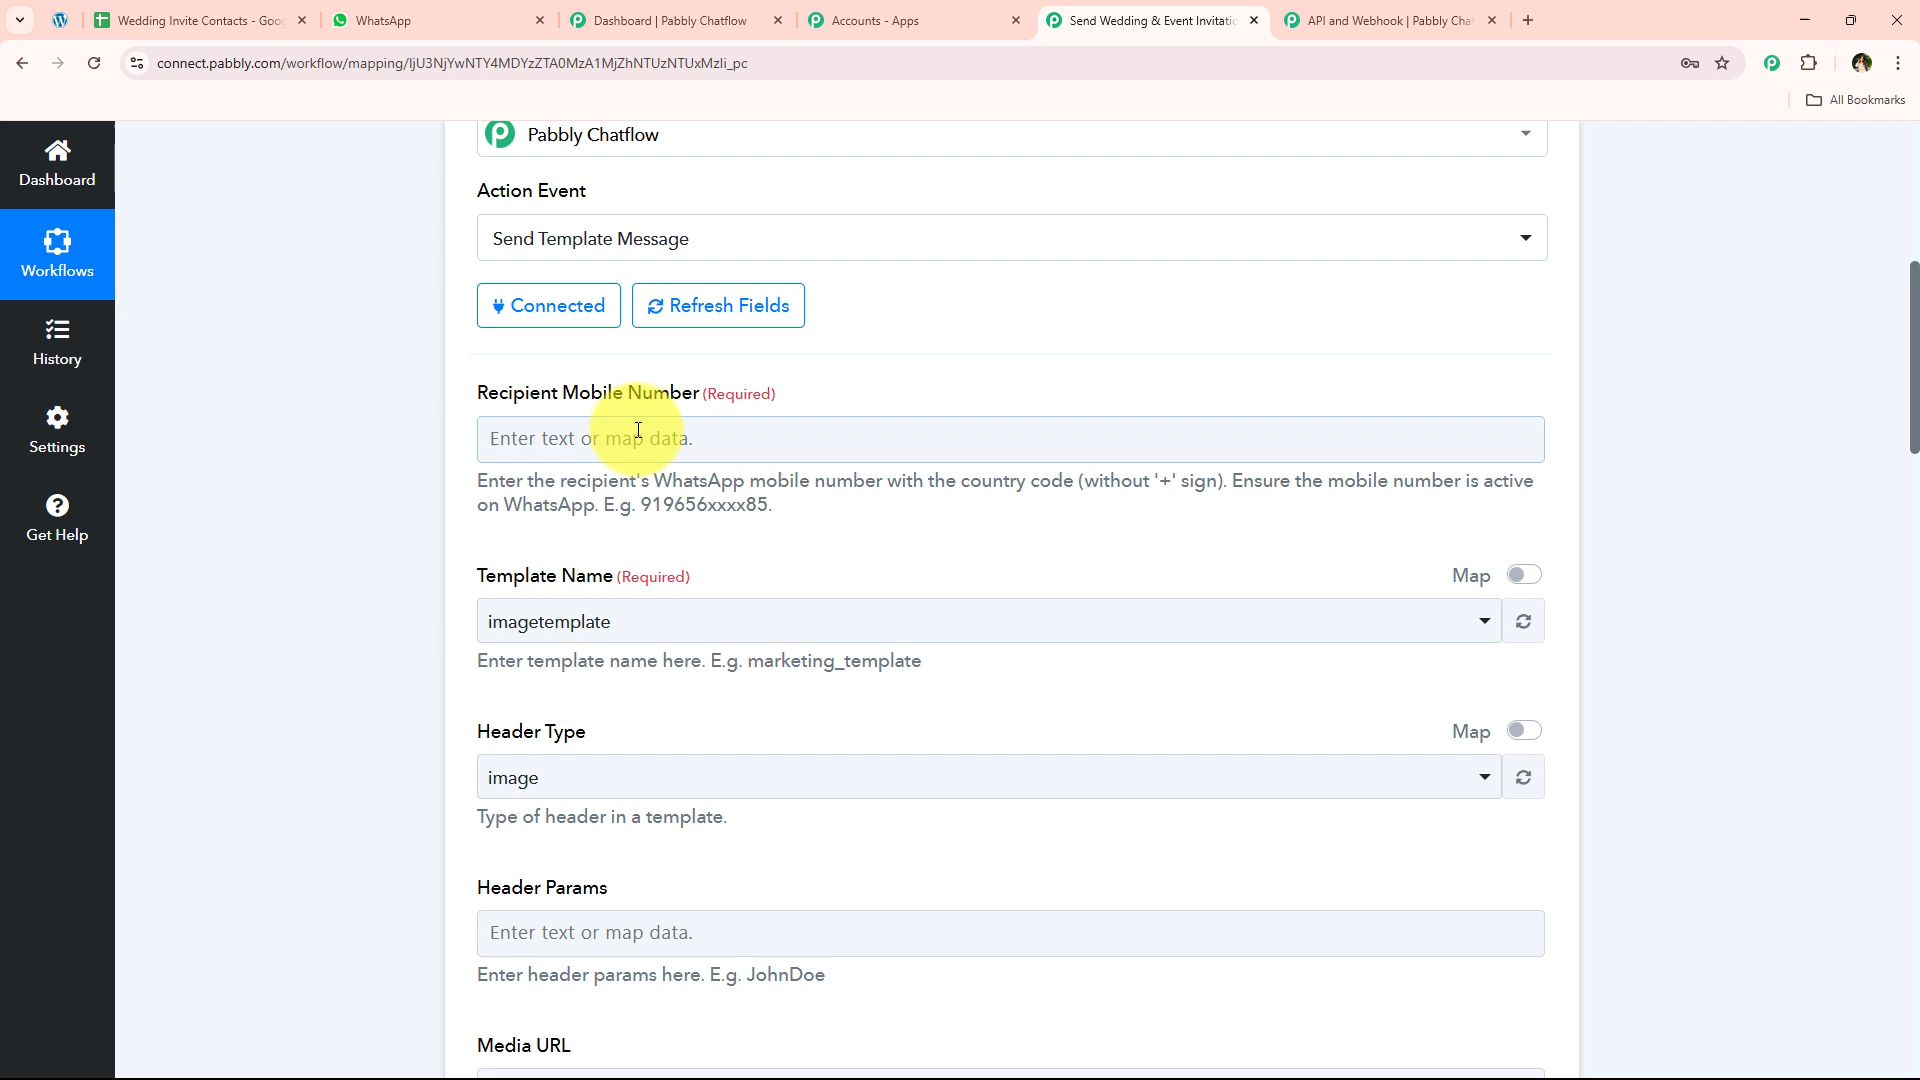 Wedding Invite Contacts - Goo
WhatsApp
Dashboard | Pabbly Chatflow
Accounts - Apps
Send Wedding & Event Invitati
API and Webhook | Pabbly Cha
connect.pabbly.com/workflow/mapping/IjU3NjYwNTY4MDYzZTA0MzA1MjZhNTUzNTUxMzIi_pc
All Bookmarks
Dashboard
Workflows
History
Settings
Get Help
Pabbly Chatflow
Action Event
Send Template Message
Connected
Refresh Fields
Recipient Mobile Number (Required)
Enter text or map data.
Enter the recipient's WhatsApp mobile number with the country code (without '+' sign). Ensure the mobile number is active
on WhatsApp. E.g. 919656xxxx85.
Template Name (Required)
Map
imagetemplate
Enter template name here. E.g. marketing_template
Header Type
Map
image
Type of header in a template.
Header Params
Enter text or map data.
Enter header params here. E.g. JohnDoe
Media URL